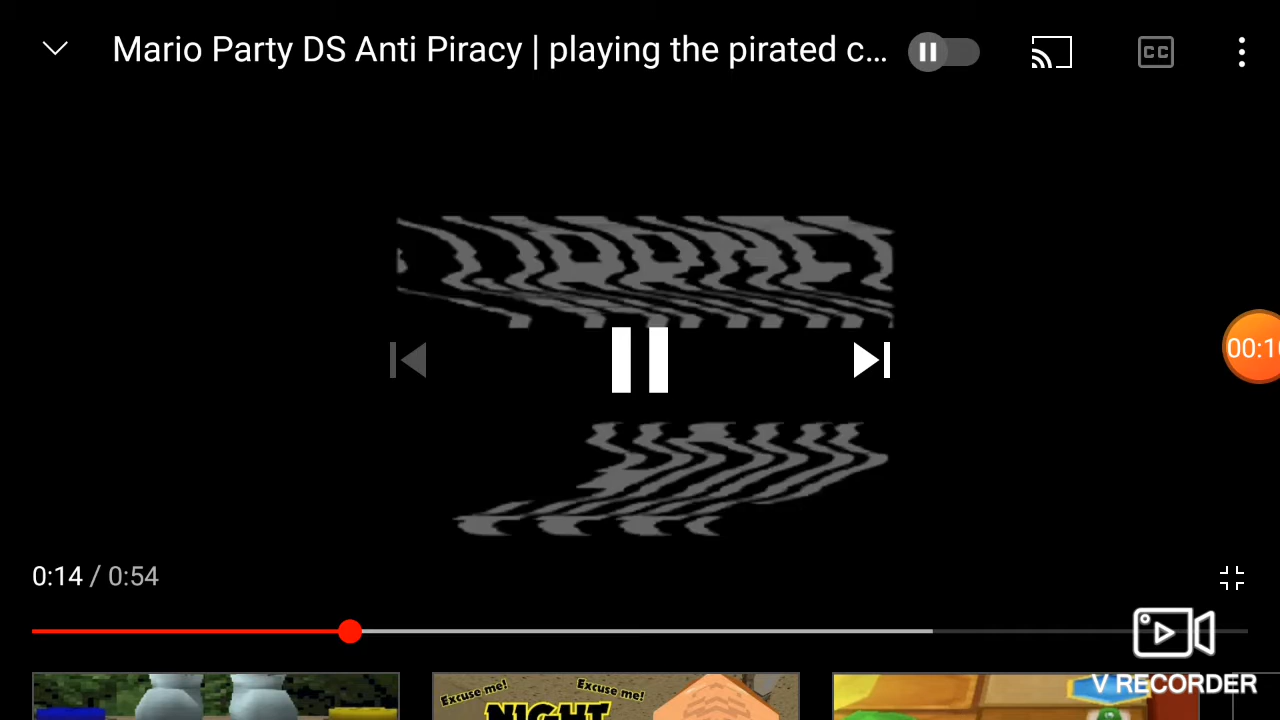 Mario Party DS Anti Piracy | playing the pirated c...
CC
00:1
0:14 / 0:54
V RECORDER
Excuse me!
Excuse me!
NIGHT